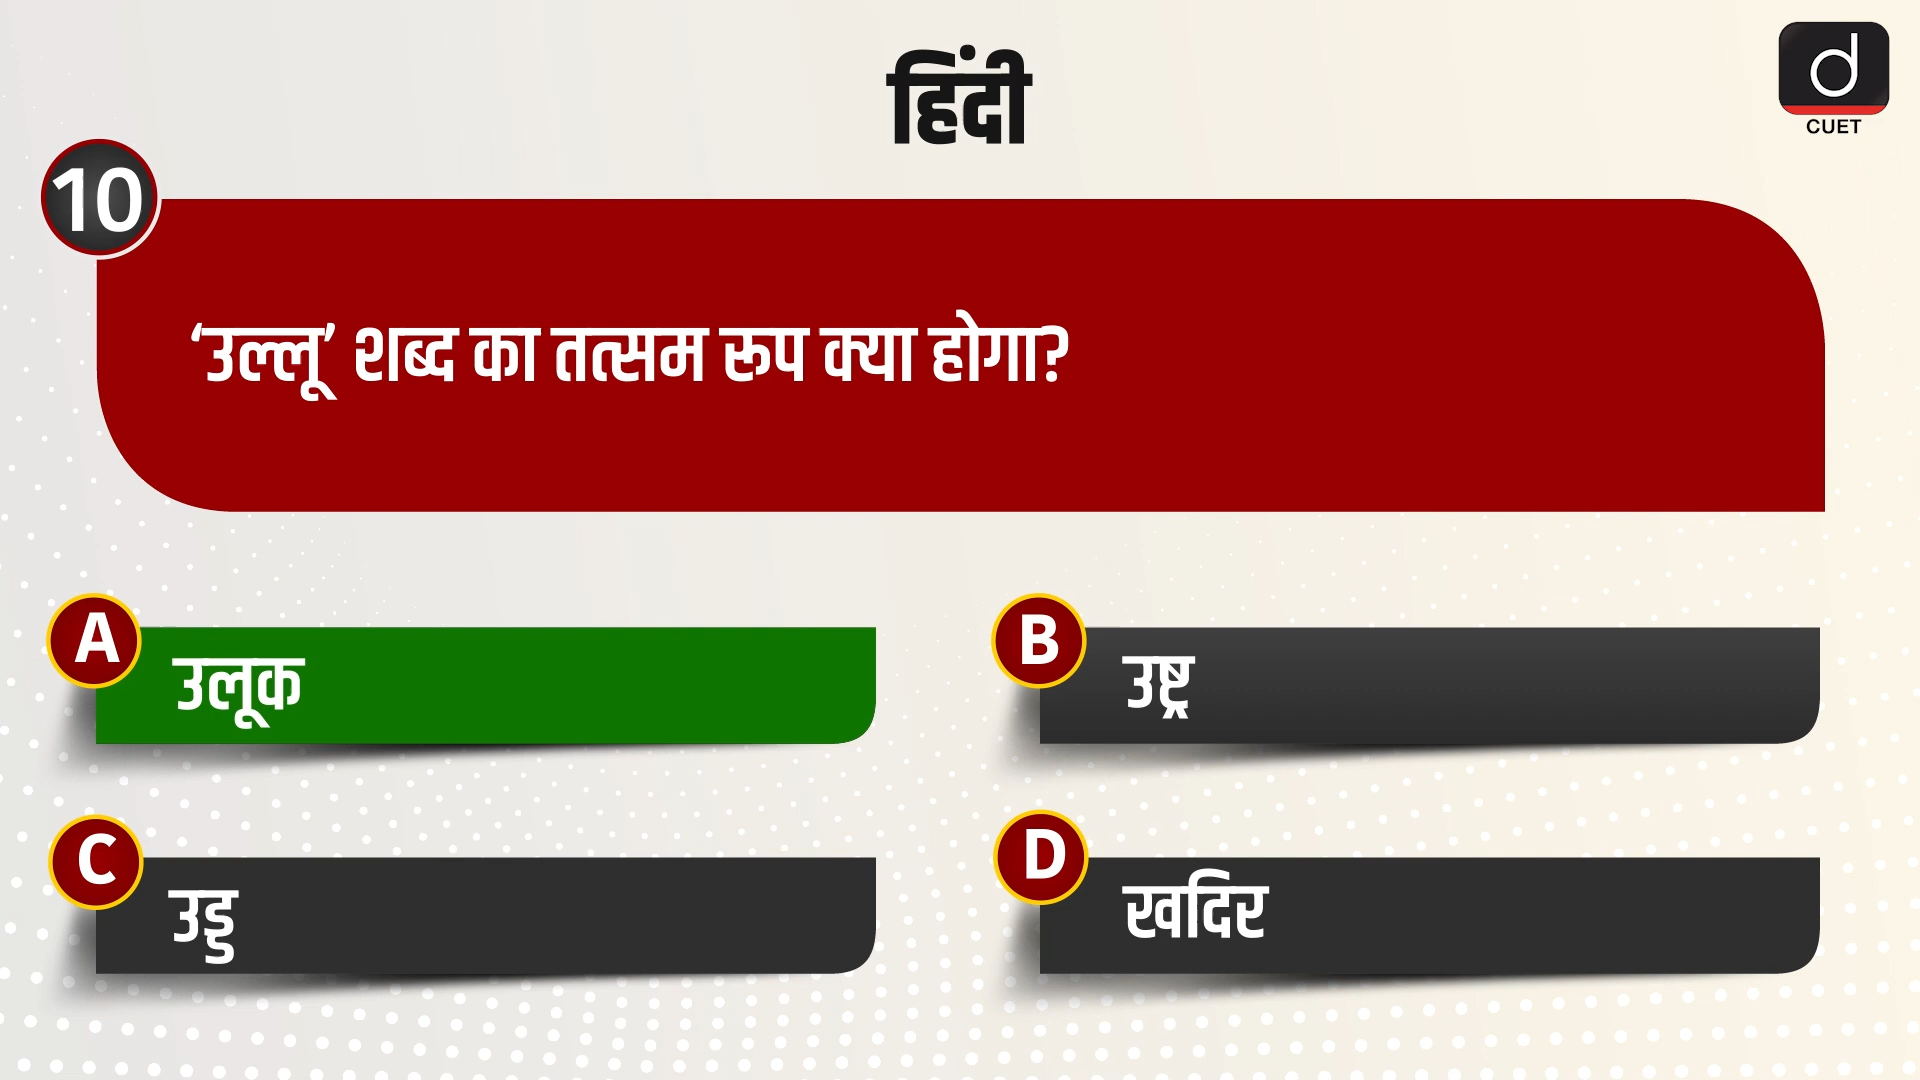 हिंदी
d
CUET
10
‘उल्लू’ शब्द का तत्सम रूप क्या होगा?
A
उलूक
B
उष्ट्र
C
उड्ड
D
खदिर